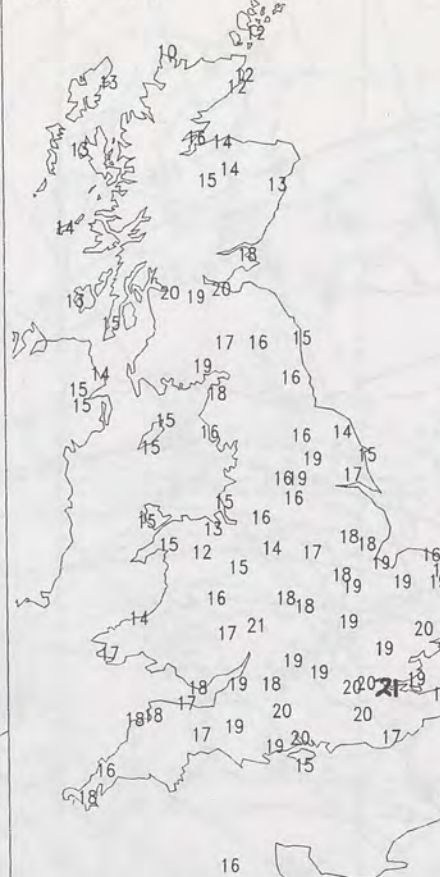 12
10
13 12
12
13 16 14
15 14 13
14
18
13 20 19 20
15
17 16 15
14 19 16
15 18
15
15 16 16 14
15 19 15
16 19 17
15 16
15 13 16
15 12 14 17 18 18 16
15 18 19
19 19
16 18 18
14 17 21 19 20
17 19
18 19 18 19 20 20 19
17
18 18 20 20
17 19 19 20 17
16 15
18
16